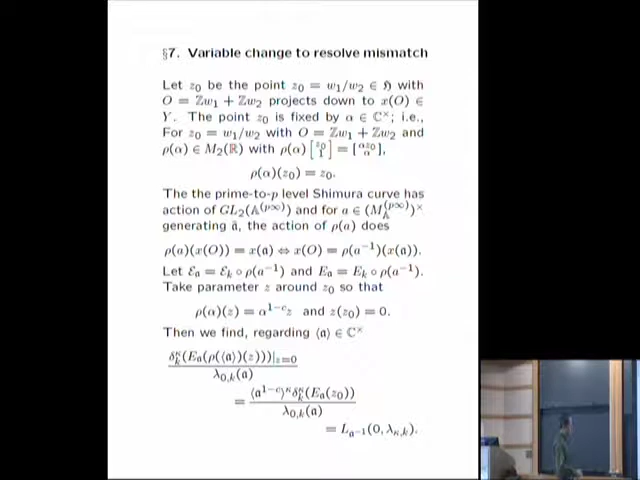 §7. Variable change to resolve mismatch
Let z₀ be the point z₀ = w₁/w₂ ∈ ℌ with
O = ℤw₁ + ℤw₂ projects down to x(O) ∈
Y. The point z₀ is fixed by α ∈ ℂ×; i.e.,
For z₀ = w₁/w₂ with O = ℤw₁ + ℤw₂ and
ρ(α) ∈ M₂(ℝ) with ρ(α) [z₀ 1] = [αz₀ α],
ρ(α)(z₀) = z₀.
The the prime-to-p level Shimura curve has
action of GL₂(𝔸^(p∞)) and for a ∈ (M_𝔸^(p∞))×
generating â, the action of ρ(a) does
ρ(a)(x(O)) = x(𝔞) ⇔ x(O) = ρ(a⁻¹)(x(𝔞)).
Let ℰ_𝔞 = ℰ_k ∘ ρ(a⁻¹) and E_𝔞 = E_k ∘ ρ(a⁻¹).
Take parameter z around z₀ so that
ρ(α)(z) = α^{1−c}z and z(z₀) = 0.
Then we find, regarding ⟨𝔞⟩ ∈ ℂ×
δ_k^κ(E_𝔞(ρ(⟨𝔞⟩)(z)))|_{z=0}
λ_{0,k}(𝔞)
= ⟨𝔞^{1−c}⟩^κ δ_k^κ(E_𝔞(z₀))
λ_{0,k}(𝔞)
= L_{𝔞⁻¹}(0, λ_{κ,k}).